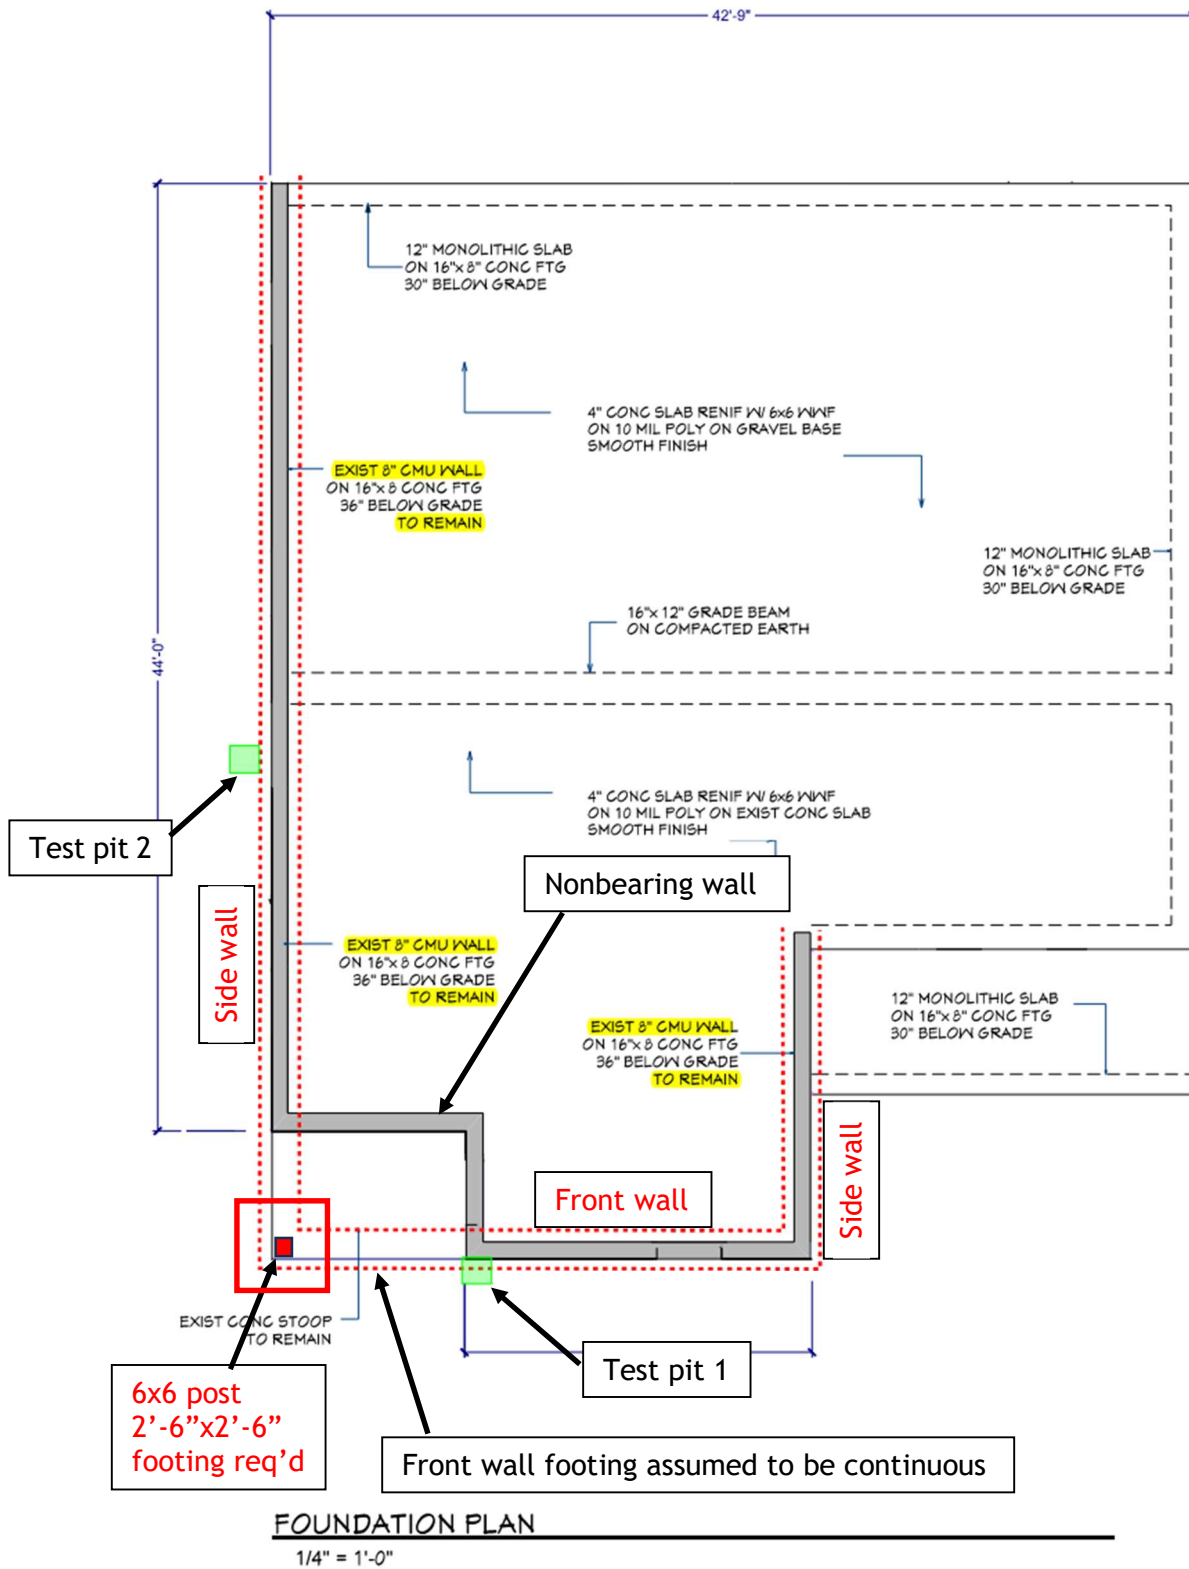 42'-9"
12" MONOLITHIC SLAB
ON 16"x 8" CONC FTG
30" BELOW GRADE
4" CONC SLAB RENIF W/ 6x6 WWF
ON 10 MIL POLY ON GRAVEL BASE
SMOOTH FINISH
EXIST 8" CMU WALL
ON 16"x 8 CONC FTG
36" BELOW GRADE
TO REMAIN
12" MONOLITHIC SLAB
ON 16"x 8" CONC FTG
30" BELOW GRADE
16"x 12" GRADE BEAM
ON COMPACTED EARTH
44'-0"
4" CONC SLAB RENIF W/ 6x6 WWF
ON 10 MIL POLY ON EXIST CONC SLAB
SMOOTH FINISH
Test pit 2
Nonbearing wall
Side wall
EXIST 8" CMU WALL
ON 16"x 8 CONC FTG
36" BELOW GRADE
TO REMAIN
12" MONOLITHIC SLAB
ON 16"x 8" CONC FTG
30" BELOW GRADE
EXIST 8" CMU WALL
ON 16"x 8 CONC FTG
36" BELOW GRADE
TO REMAIN
Side wall
Front wall
EXIST CONC STOOP
TO REMAIN
Test pit 1
6x6 post
2’-6”x2’-6”
footing req’d
Front wall footing assumed to be continuous
FOUNDATION PLAN
1/4" = 1'-0"